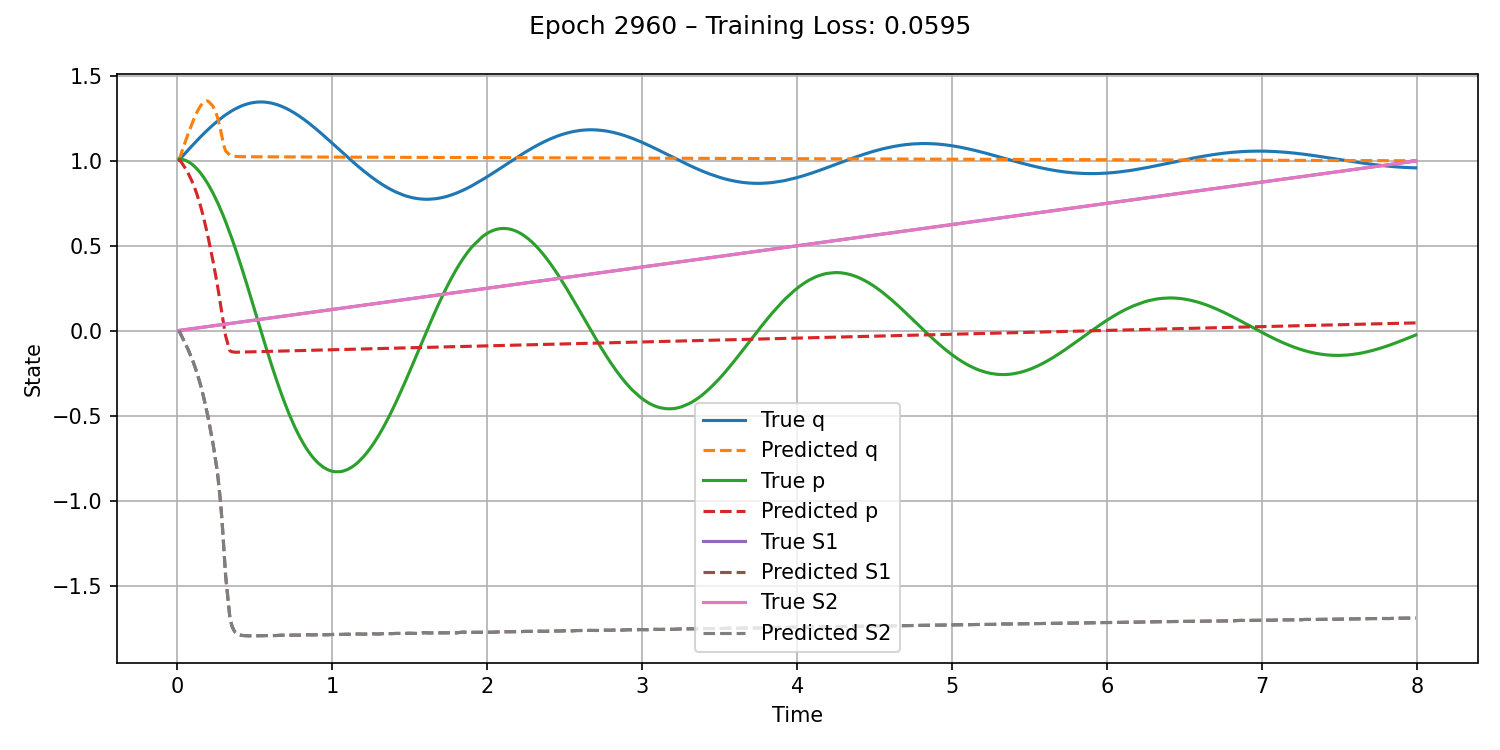 Epoch 2960 – Training Loss: 0.0595
1.5
1.0
0.5
0.0
−0.5
−1.0
−1.5
State
True q
Predicted q
True p
Predicted p
True S1
Predicted S1
True S2
Predicted S2
0 1 2 3 4 5 6 7 8
Time